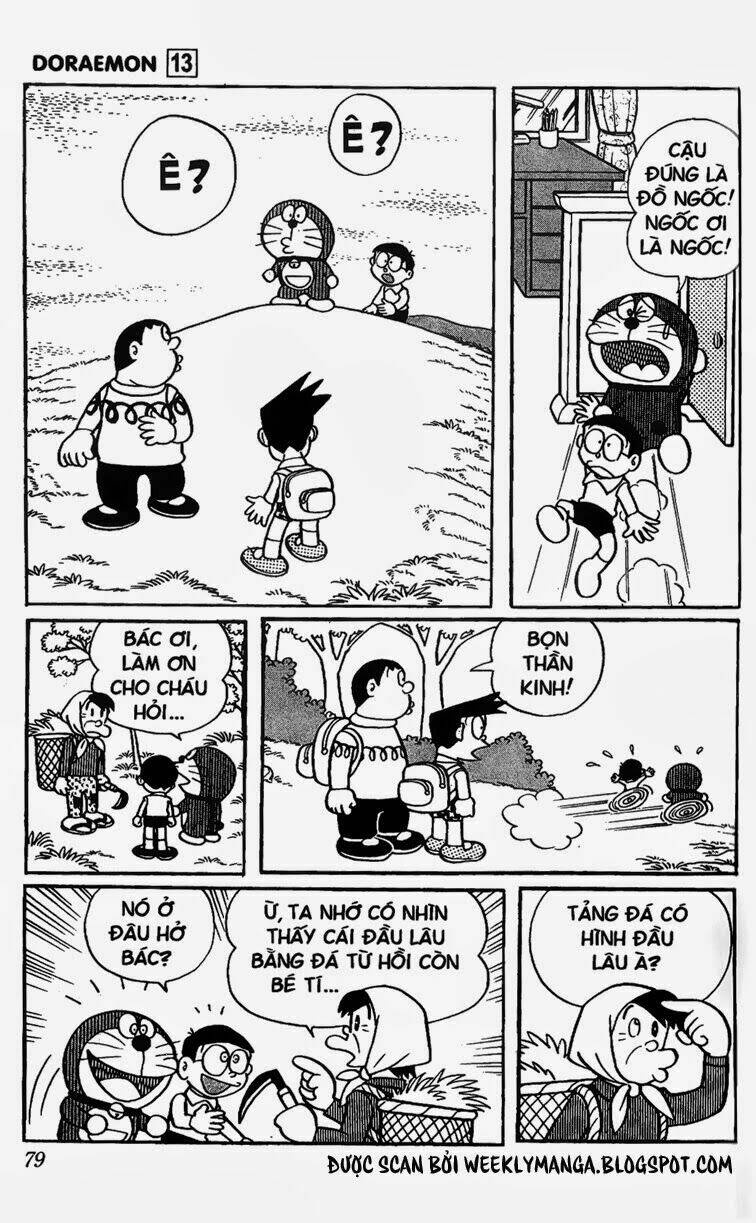 DORAEMON 13
CẬU
ĐÚNG LÀ
ĐỒ NGỐC!
NGỐC ƠI
LÀ NGỐC!
Ê?
Ê?
BỌN
THẦN
KINH!
BÁC ƠI,
LÀM ƠN
CHO CHÁU
HỎI...
TẢNG ĐÁ CÓ
HÌNH ĐẦU
LÂU À?
Ừ, TA NHỚ CÓ NHÌN
THẤY CÁI ĐẦU LÂU
BẰNG ĐÁ TỪ HỒI CÒN
BÉ TÍ...
NÓ Ở
ĐÂU HỞ
BÁC?
79
ĐƯỢC SCAN BỞI WEEKLYMANGA.BLOGSPOT.COM